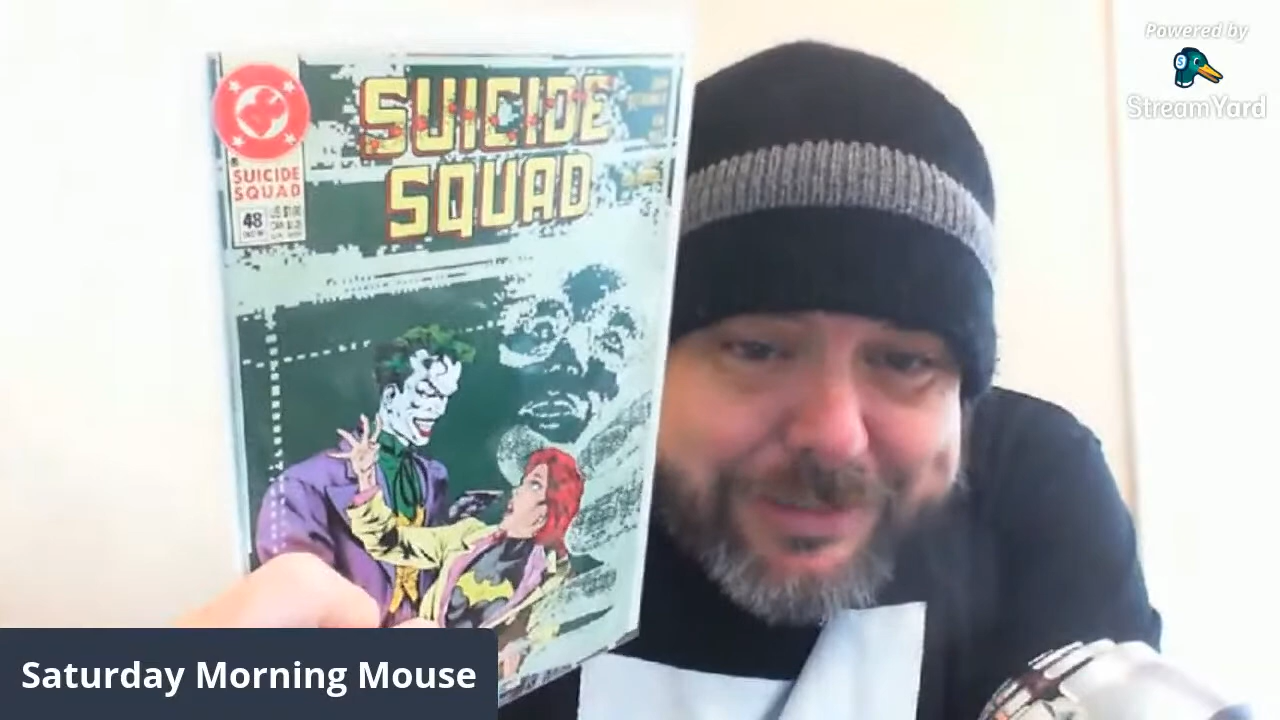 Powered by
StreamYard
SUICIDE
SQUAD
SUICIDE
SQUAD
48
Saturday Morning Mouse